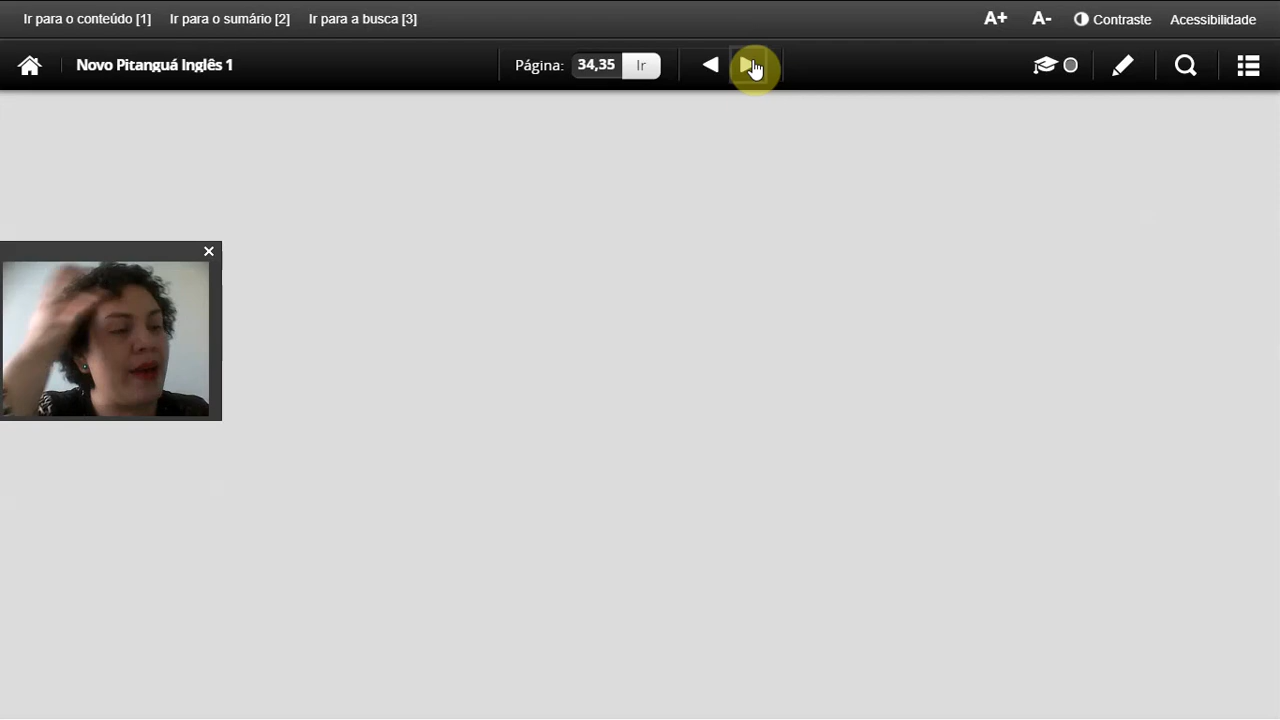 Ir para o conteúdo [1] Ir para o sumário [2] Ir para a busca [3] A+ A- Contraste Acessibilidade
Novo Pitanguá Inglês 1 Página: 34,35 Ir